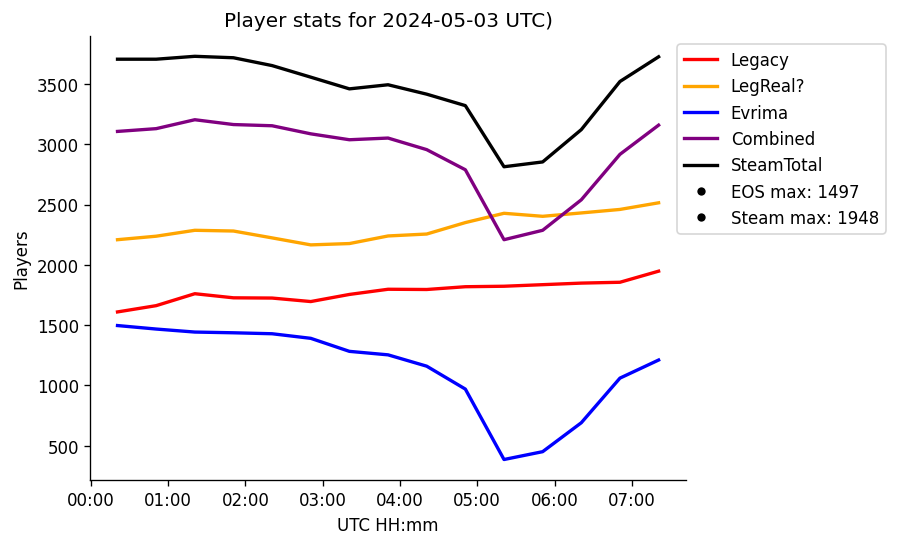 Player stats for 2024-05-03 UTC)
Legacy
LegReal?
Evrima
Combined
SteamTotal
EOS max: 1497
Steam max: 1948
Players
3500
3000
2500
2000
1500
1000
500
00:00 01:00 02:00 03:00 04:00 05:00 06:00 07:00
UTC HH:mm